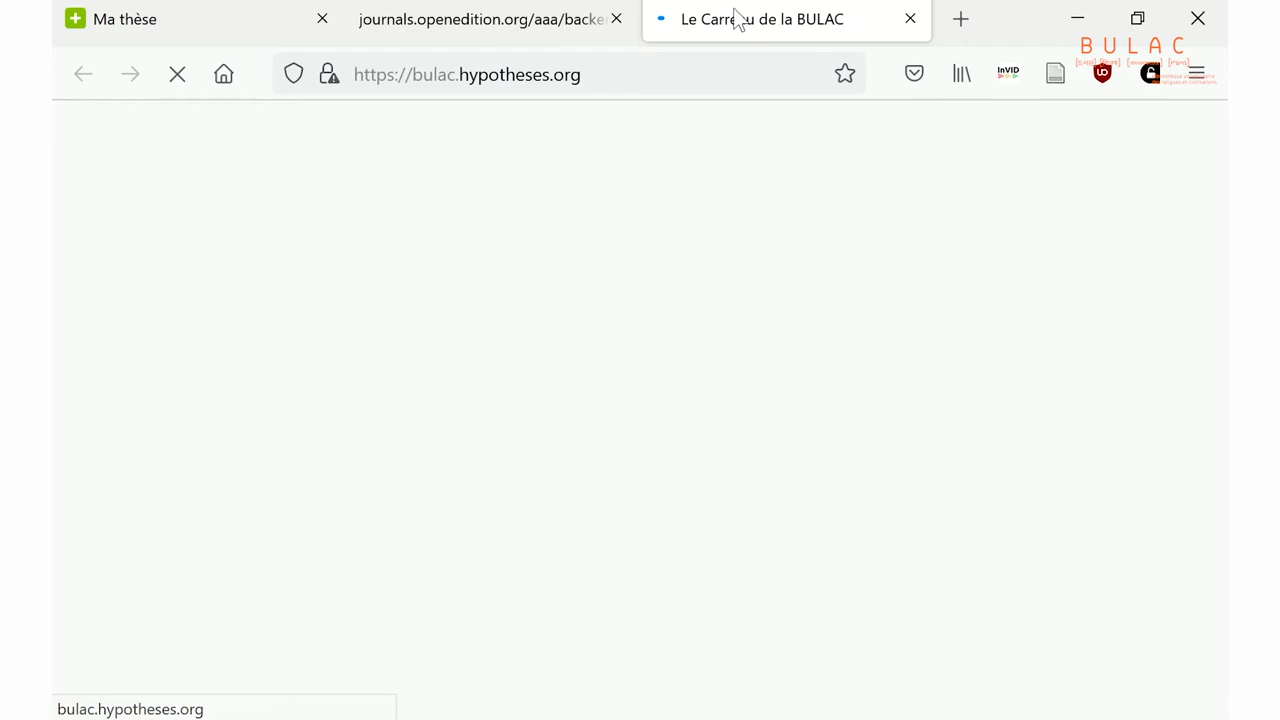 Ma thèse
journals.openedition.org/aaa/backe
Le Carre u de la BULAC
https://bulac.hypotheses.org
InVID
BULAC
bulac.hypotheses.org